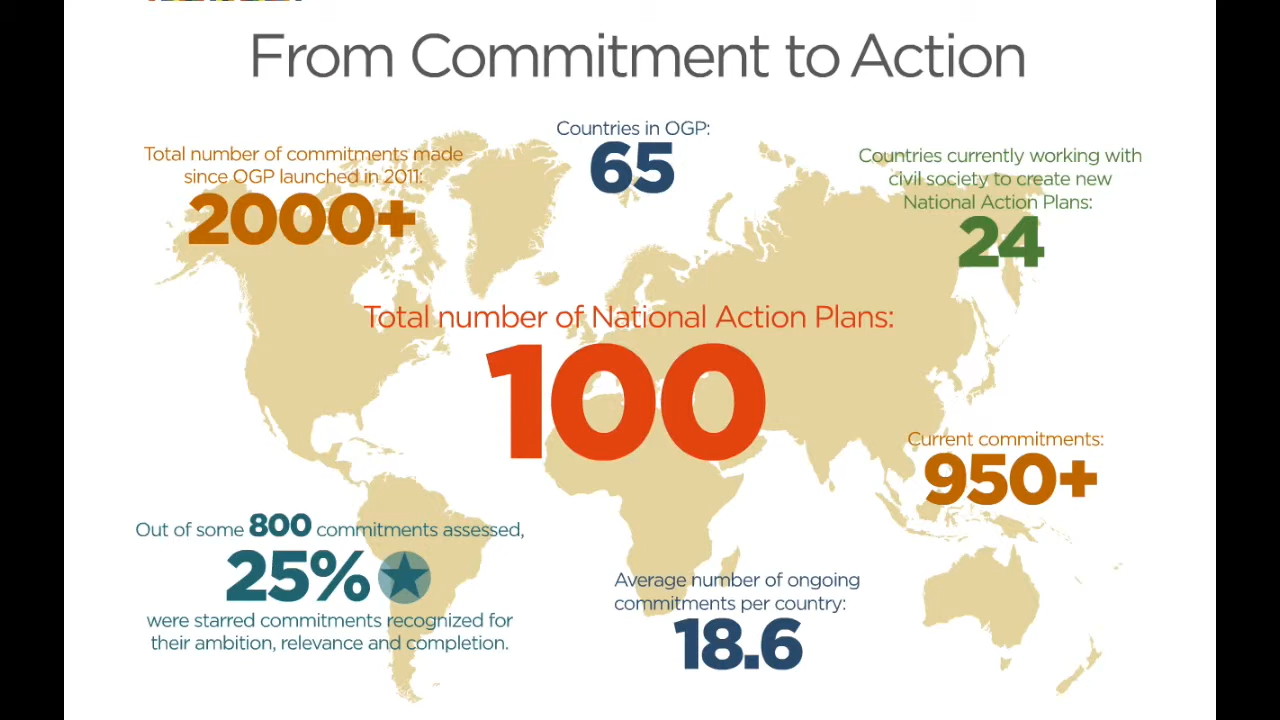 From Commitment to Action
Countries in OGP:
65
Total number of commitments made
since OGP launched in 2011:
2000+
Countries currently working with
civil society to create new
National Action Plans:
24
Total number of National Action Plans:
100
Current commitments:
950+
Out of some 800 commitments assessed,
25%
were starred commitments recognized for
their ambition, relevance and completion.
Average number of ongoing
commitments per country:
18.6